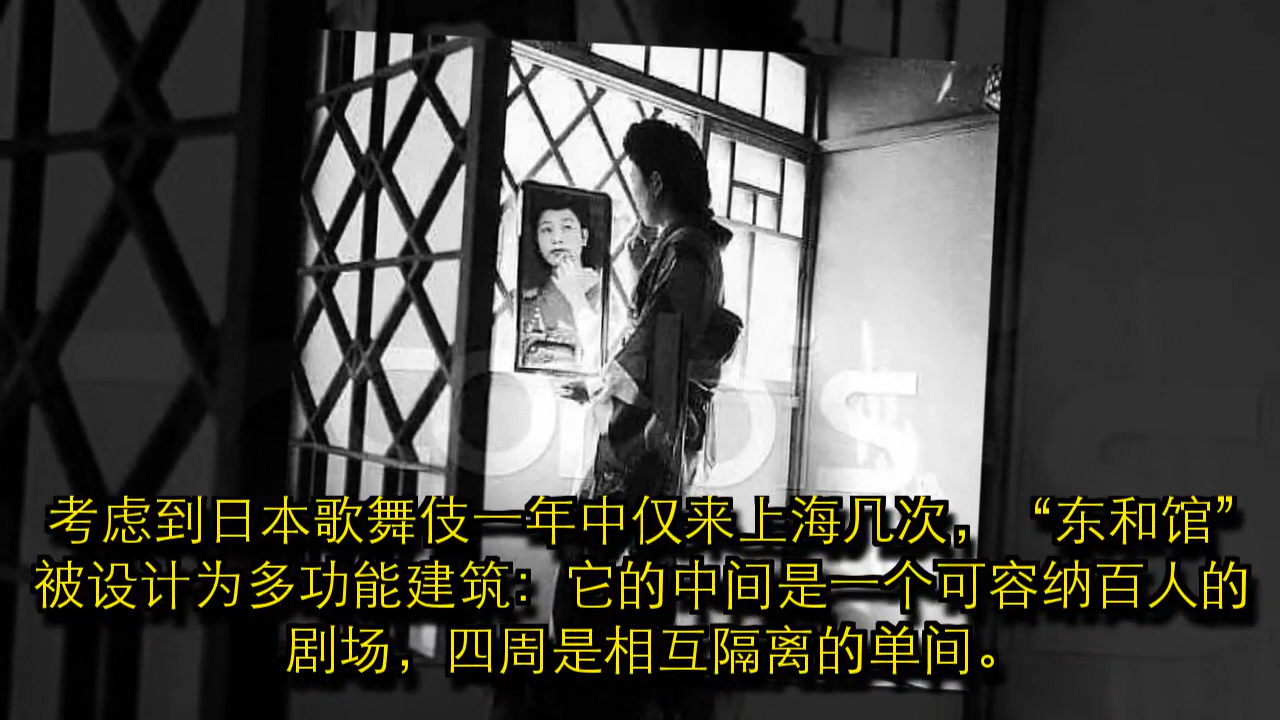 考虑到日本歌舞伎一年中仅来上海几次，“东和馆”
被设计为多功能建筑：它的中间是一个可容纳百人的
剧场，四周是相互隔离的单间。